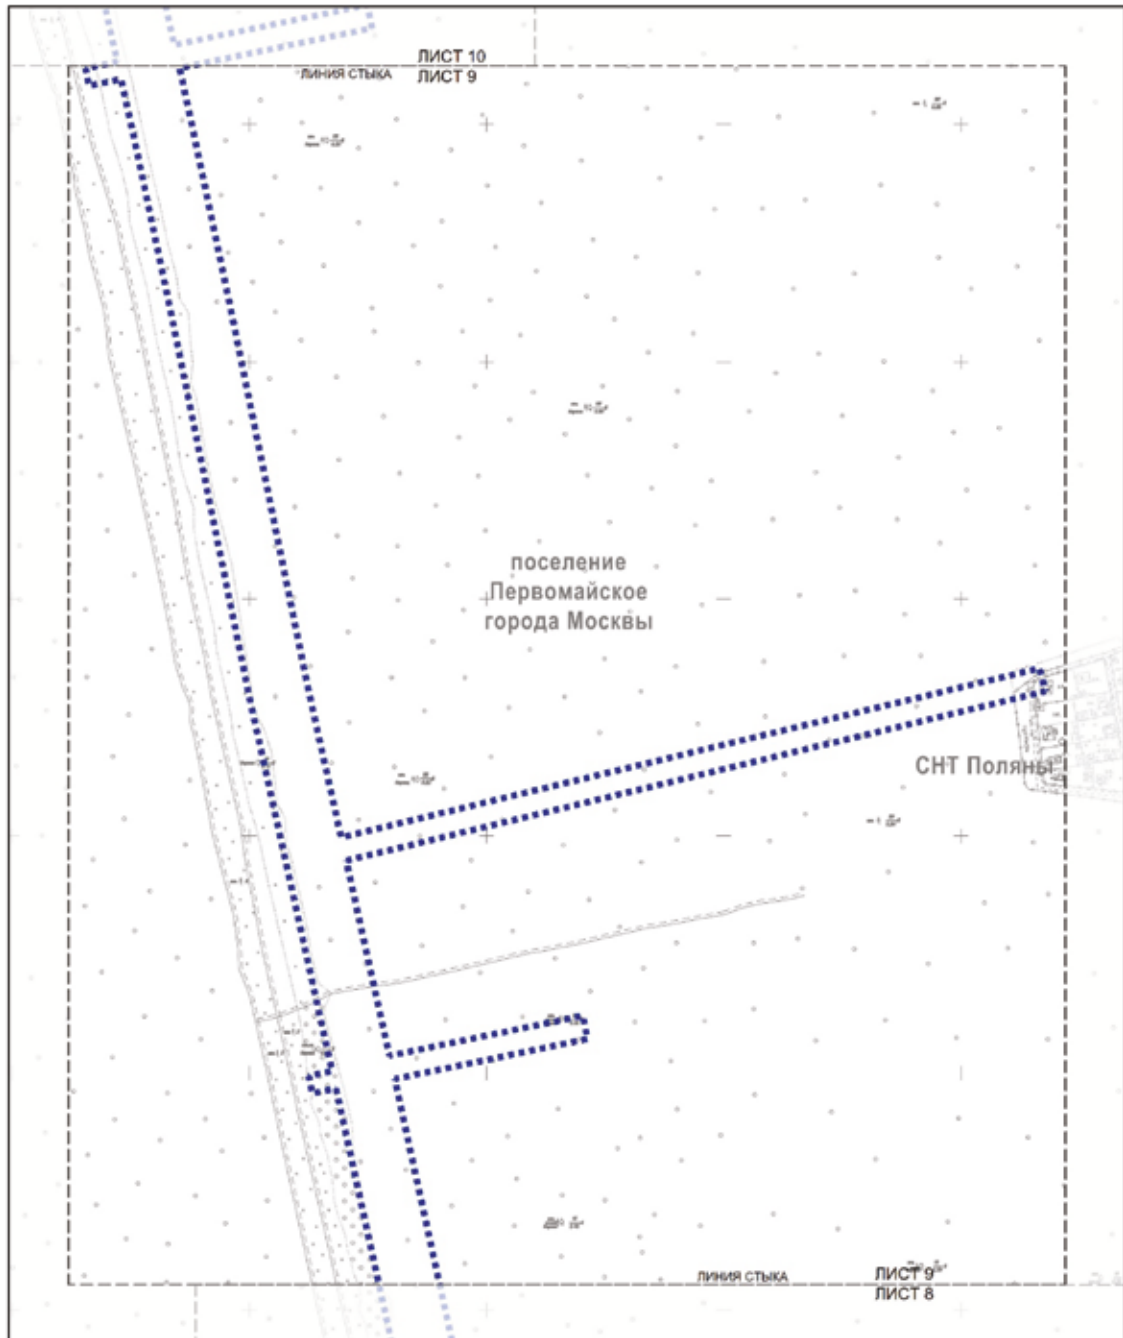 ЛИСТ 10
ЛИНИЯ СТЫКА
ЛИСТ 9
поселение
Первомайское
города Москвы
СНТ Поляны
ЛИНИЯ СТЫКА
ЛИСТ 9
ЛИСТ 8